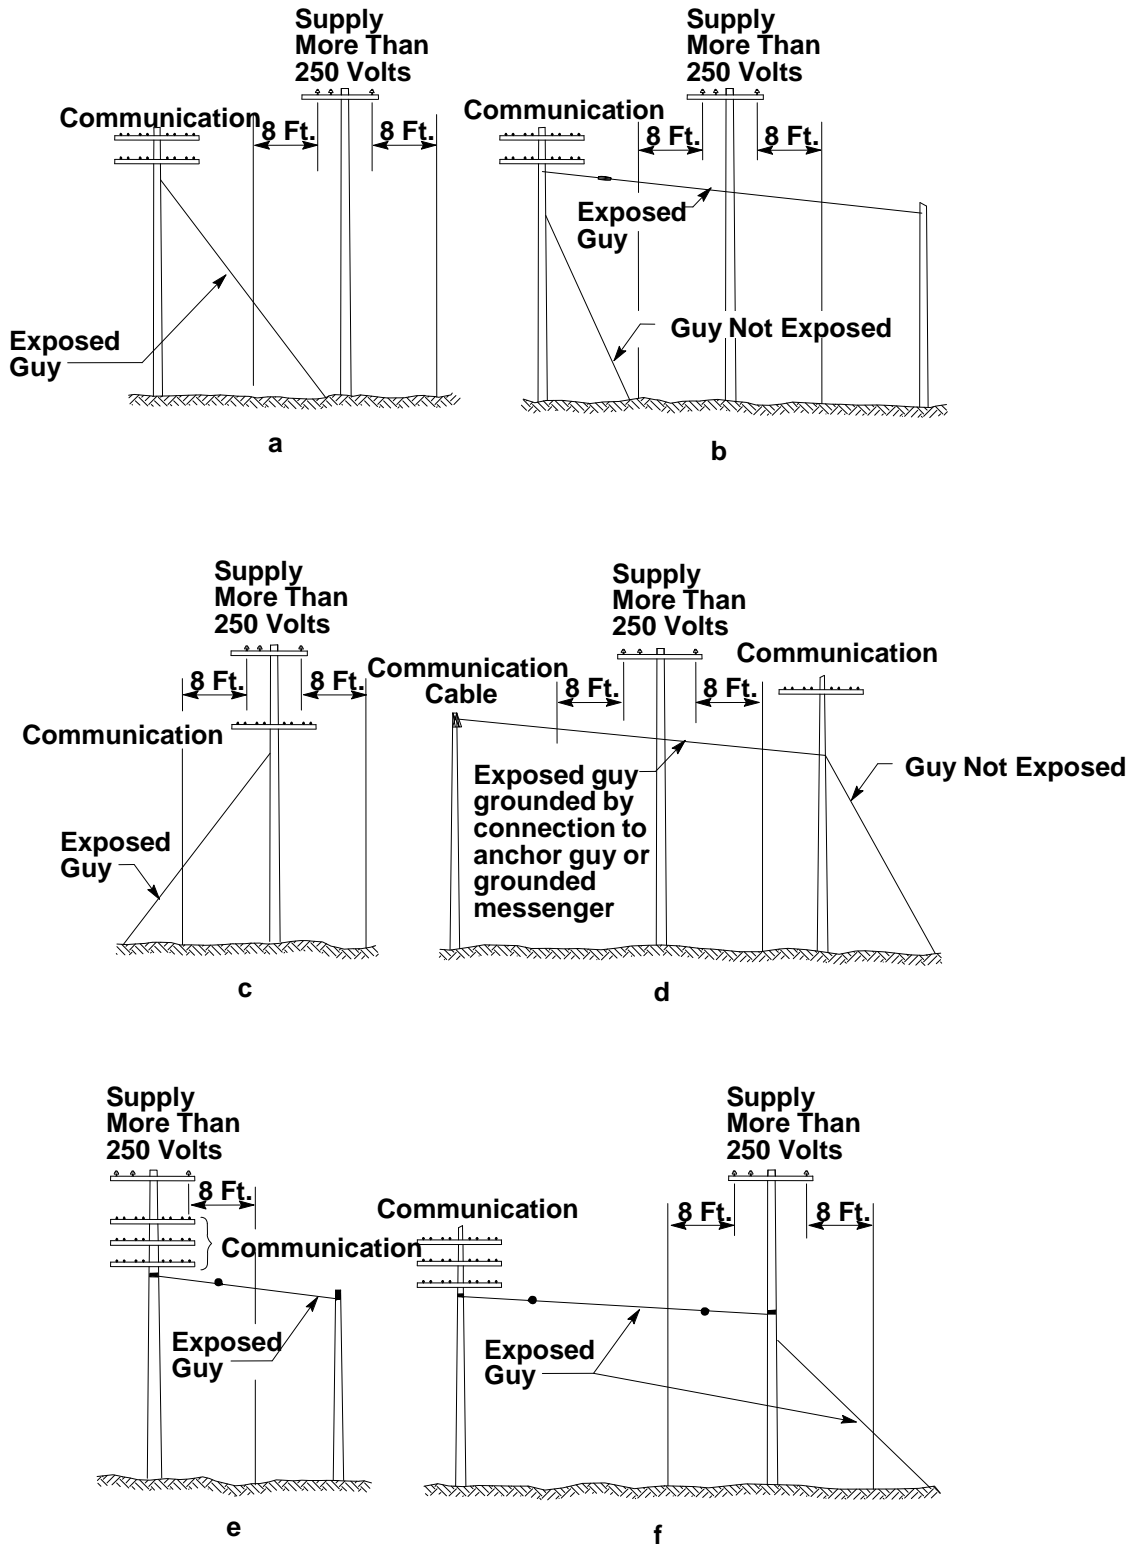 Supply
More Than
250 Volts
Communication
8 Ft.
8 Ft.
Exposed
Guy
a
Supply
More Than
250 Volts
Communication
8 Ft.
8 Ft.
Exposed
Guy
Guy Not Exposed
b
Supply
More Than
250 Volts
8 Ft.
8 Ft.
Communication
Exposed
Guy
c
Supply
More Than
250 Volts
Communication
Cable
8 Ft.
8 Ft.
Communication
Exposed guy
grounded by
connection to
anchor guy or
grounded
messenger
Guy Not Exposed
d
Supply
More Than
250 Volts
8 Ft.
Communication
Exposed
Guy
e
Supply
More Than
250 Volts
Communication
8 Ft.
8 Ft.
Exposed
Guy
f